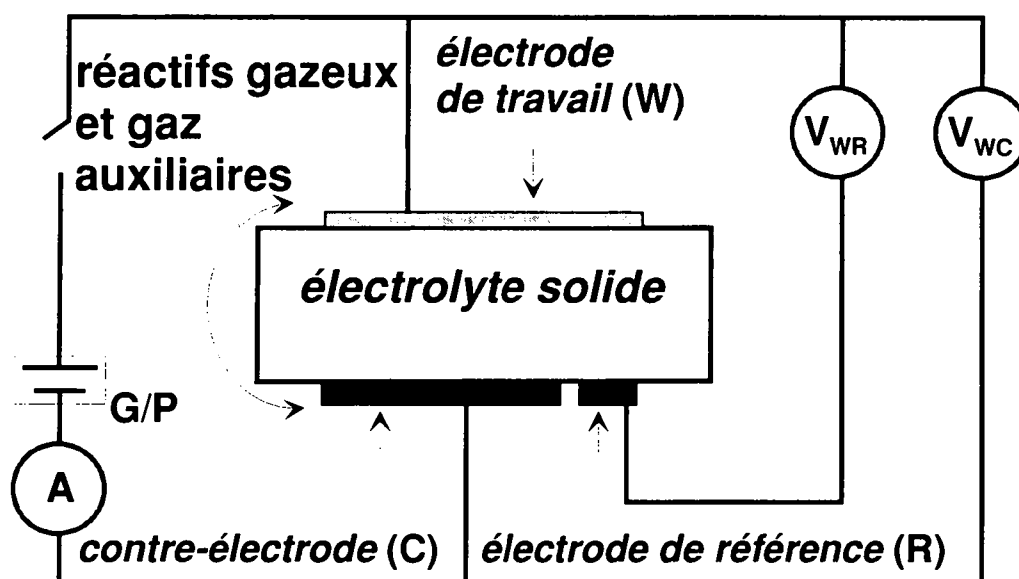 réactifs gazeux
et gaz
auxiliaires
électrode
de travail (W)
V_WR
V_WC
électrolyte solide
G/P
A
contre-électrode (C)
électrode de référence (R)